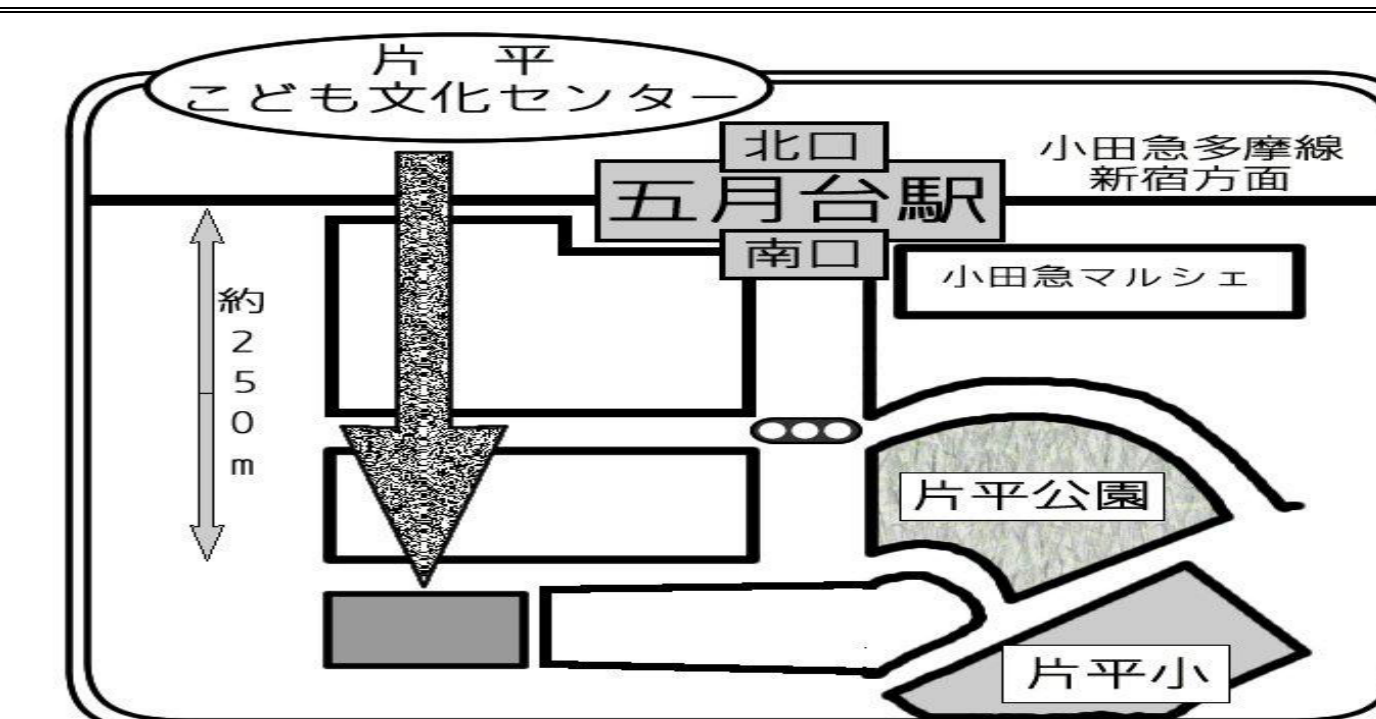 片　平
こども文化センター
北口
五月台駅
南口
小田急多摩線
新宿方面
小田急マルシェ
約250m
片平公園
片平小